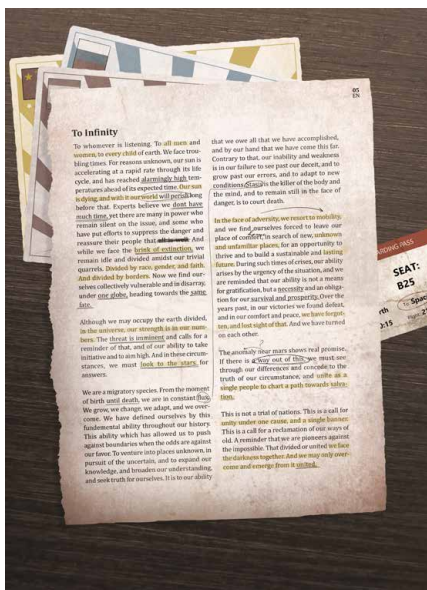 05
EN
To Infinity
To whomever is listening. To all men and
women, to every child of earth. We face trou-
bling times. For reasons unknown, our sun is
accelerating at a rapid rate through its life
cycle, and has reached alarmingly high tem-
peratures ahead of its expected time. Our sun
is dying, and with it our world will perish long
before that. Experts believe we dont have
much time, yet there are many in power who
remain silent on the issue, and some who
have put efforts to suppress the danger and
reassure their people that all is well. And
while we face the brink of extinction, we
remain idle and divided amidst our trivial
quarrels. Divided by race, gender, and faith.
And divided by borders. Now we find our-
selves collectively vulnerable and in disarray,
under one globe, heading towards the same
fate.
Although we may occupy the earth divided,
in the universe, our strength is in our num-
bers. The threat is imminent and calls for a
reminder of that, and of our ability to take
initiative and to aim high. And in these circum-
stances, we must look to the stars for
answers.
We are a migratory species. From the moment
of birth until death, we are in constant flux.
We grow, we change, we adapt, and we over-
come. We have defined ourselves by this
fundamental ability throughout our history.
This ability which has allowed us to push
against boundaries when the odds are against
our favor. To venture into places unknown, in
pursuit of the uncertain, and to expand our
knowledge, and broaden our understanding,
and seek truth for ourselves. It is to our ability
that we owe all that we have accomplished,
and by our hand that we have come this far.
Contrary to that, our inability and weakness
is in our failure to see past our deceit, and to
grow past our errors, and to adapt to new
conditions. Stasis is the killer of the body and
the mind, and to remain still in the face of
danger, is to court death.
In the face of adversity, we resort to mobility,
and we find ourselves forced to leave our
place of comfort, in search of new, unknown
and unfamiliar places, for an opportunity to
thrive and to build a sustainable and lasting
future. During such times of crises, our ability
arises by the urgency of the situation, and we
are reminded that our ability is not a means
for gratification, but a necessity and an obliga-
tion for our survival and prosperity. Over the
years past, in our victories we found defeat,
and in our comfort and peace, we have forgot-
ten, and lost sight of that. And we have turned
on each other.
The anomaly near mars shows real promise.
If there is a way out of this, we must see
through our differences and concede to the
truth of our circumstance, and unite as a
single people to chart a path towards salva-
tion.
This is not a trial of nations. This is a call for
unity under one cause, and a single banner.
This is a call for a reclamation of our ways of
old. A reminder that we are pioneers against
the impossible. That divided or united we face
the darkness together. And we may only over-
come and emerge from it united.
ARDING PASS
SEAT:
B25